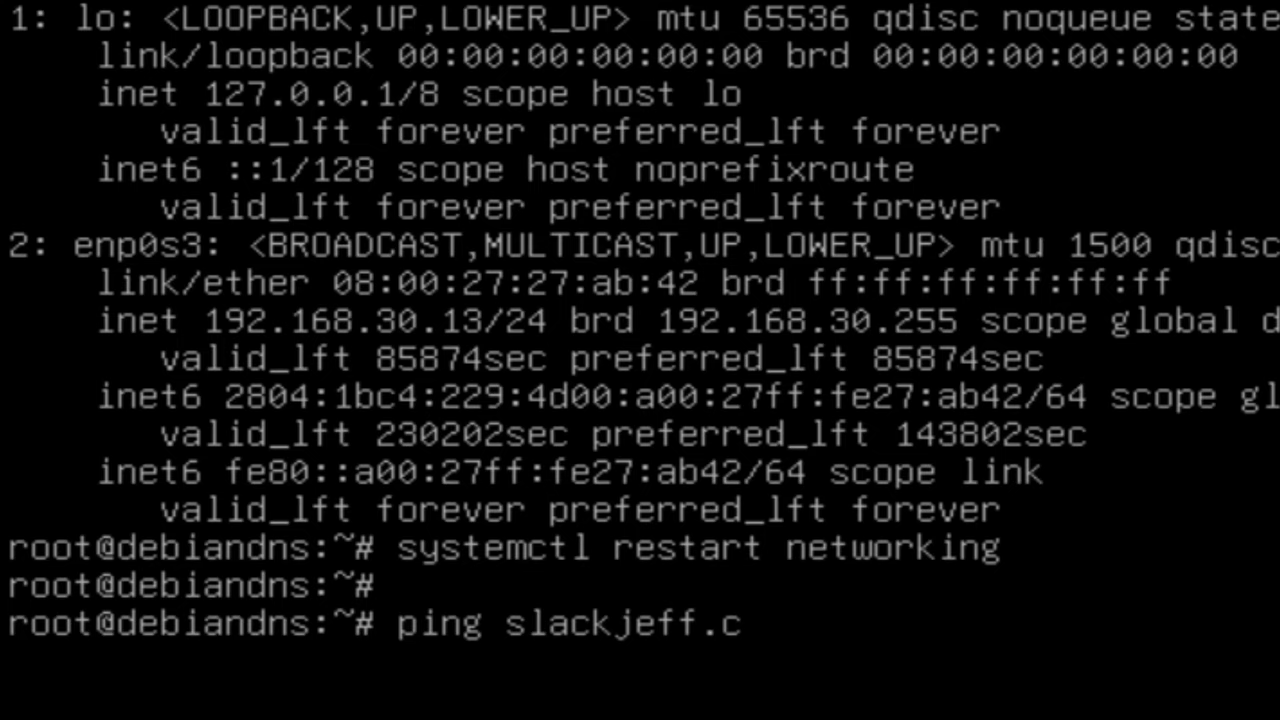 1: lo: <LOOPBACK,UP,LOWER_UP> mtu 65536 qdisc noqueue state
link/loopback 00:00:00:00:00:00 brd 00:00:00:00:00:00
inet 127.0.0.1/8 scope host lo
valid_lft forever preferred_lft forever
inet6 ::1/128 scope host noprefixroute
valid_lft forever preferred_lft forever
2: enp0s3: <BROADCAST,MULTICAST,UP,LOWER_UP> mtu 1500 qdisc
link/ether 08:00:27:27:ab:42 brd ff:ff:ff:ff:ff:ff
inet 192.168.30.13/24 brd 192.168.30.255 scope global d
valid_lft 85874sec preferred_lft 85874sec
inet6 2804:1bc4:229:4d00:a00:27ff:fe27:ab42/64 scope gl
valid_lft 230202sec preferred_lft 143802sec
inet6 fe80::a00:27ff:fe27:ab42/64 scope link
valid_lft forever preferred_lft forever
root@debiandns:~# systemctl restart networking
root@debiandns:~#
root@debiandns:~# ping slackjeff.c